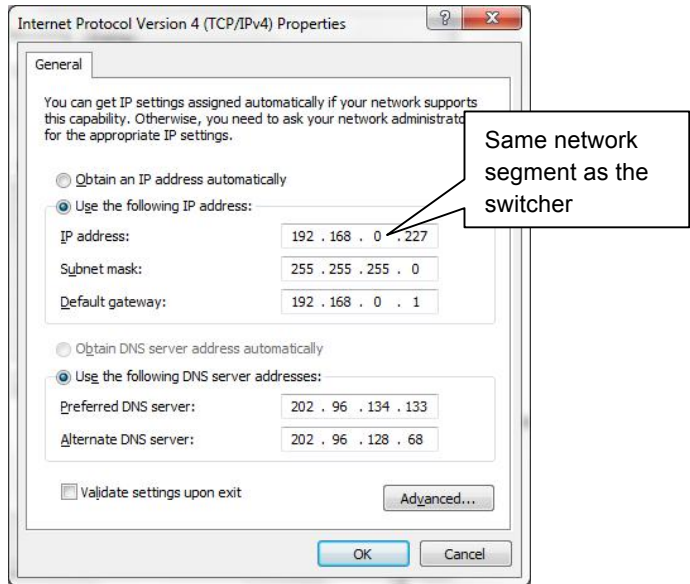 Internet Protocol Version 4 (TCP/IPv4) Properties
General
You can get IP settings assigned automatically if your network supports
this capability. Otherwise, you need to ask your network administrato
for the appropriate IP settings.
Same network
segment as the
switcher
Obtain an IP address automatically
Use the following IP address:
IP address: 192 . 168 . 0 . 227
Subnet mask: 255 . 255 . 255 . 0
Default gateway: 192 . 168 . 0 . 1
Obtain DNS server address automatically
Use the following DNS server addresses:
Preferred DNS server: 202 . 96 . 134 . 133
Alternate DNS server: 202 . 96 . 128 . 68
Validate settings upon exit
Advanced...
OK Cancel